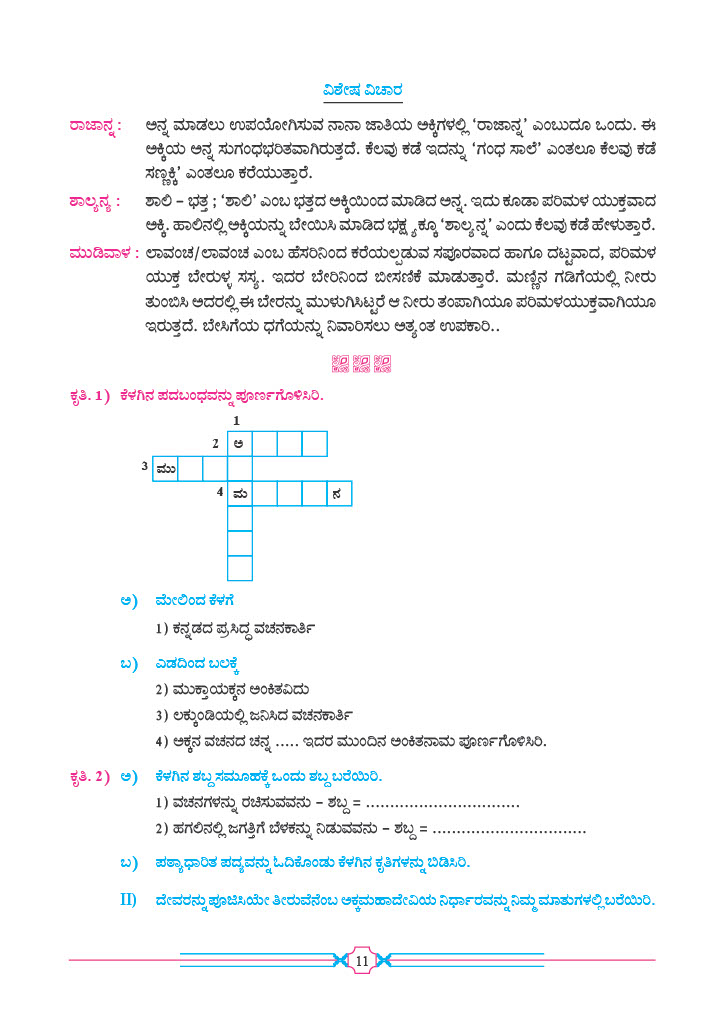 ವಿಶೇಷ ವಿಚಾರ
ರಾಜಾನ್ನ : ಅನ್ನ ಮಾಡಲು ಉಪಯೋಗಿಸುವ ನಾನಾ ಜಾತಿಯ ಅಕ್ಕಿಗಳಲ್ಲಿ ‘ರಾಜಾನ್ನ’ ಎಂಬುದೂ ಒಂದು. ಈ
ಅಕ್ಕಿಯ ಅನ್ನ ಸುಗಂಧಭರಿತವಾಗಿರುತ್ತದೆ. ಕೆಲವು ಕಡೆ ಇದನ್ನು ‘ಗಂಧ ಸಾಲೆ’ ಎಂತಲೂ ಕೆಲವು ಕಡೆ
ಸಣ್ಣಕ್ಕಿ’ ಎಂತಲೂ ಕರೆಯುತ್ತಾರೆ.
ಶಾಲ್ಯನ್ಯ : ಶಾಲಿ – ಭತ್ತ ; ‘ಶಾಲಿ’ ಎಂಬ ಭತ್ತದ ಅಕ್ಕಿಯಿಂದ ಮಾಡಿದ ಅನ್ನ. ಇದು ಕೂಡಾ ಪರಿಮಳ ಯುಕ್ತವಾದ
ಅಕ್ಕಿ. ಹಾಲಿನಲ್ಲಿ ಅಕ್ಕಿಯನ್ನು ಬೇಯಿಸಿ ಮಾಡಿದ ಭಕ್ಷ್ಯಕ್ಕೂ ‘ಶಾಲ್ಯನ್ನ’ ಎಂದು ಕೆಲವು ಕಡೆ ಹೇಳುತ್ತಾರೆ.
ಮುಡಿವಾಳ : ಲಾವಂಚ/ಲಾವಂಚ ಎಂಬ ಹೆಸರಿನಿಂದ ಕರೆಯಲ್ಪಡುವ ಸಪೂರವಾದ ಹಾಗೂ ದಟ್ಟವಾದ, ಪರಿಮಳ
ಯುಕ್ತ ಬೇರುಳ್ಳ ಸಸ್ಯ. ಇದರ ಬೇರಿನಿಂದ ಬೀಸಣಿಕೆ ಮಾಡುತ್ತಾರೆ. ಮಣ್ಣಿನ ಗಡಿಗೆಯಲ್ಲಿ ನೀರು
ತುಂಬಿಸಿ ಅದರಲ್ಲಿ ಈ ಬೇರನ್ನು ಮುಳುಗಿಸಿಟ್ಟರೆ ಆ ನೀರು ತಂಪಾಗಿಯೂ ಪರಿಮಳಯುಕ್ತವಾಗಿಯೂ
ಇರುತ್ತದೆ. ಬೇಸಿಗೆಯ ಧಗೆಯನ್ನು ನಿವಾರಿಸಲು ಅತ್ಯಂತ ಉಪಕಾರಿ..
ಕೃತಿ. 1) ಕೆಳಗಿನ ಪದಬಂಧವನ್ನು ಪೂರ್ಣಗೊಳಿಸಿರಿ.
1
2 ಅ
3 ಮು
4 ಮ ನ
ಅ) ಮೇಲಿಂದ ಕೆಳಗೆ
1) ಕನ್ನಡದ ಪ್ರಸಿದ್ಧ ವಚನಕಾರ್ತಿ
ಬ) ಎಡದಿಂದ ಬಲಕ್ಕೆ
2) ಮುಕ್ತಾಯಕ್ಕನ ಅಂಕಿತವಿದು
3) ಲಕ್ಕುಂಡಿಯಲ್ಲಿ ಜನಿಸಿದ ವಚನಕಾರ್ತಿ
4) ಅಕ್ಕನ ವಚನದ ಚನ್ನ ..... ಇದರ ಮುಂದಿನ ಅಂಕಿತನಾಮ ಪೂರ್ಣಗೊಳಿಸಿರಿ.
ಕೃತಿ. 2) ಅ) ಕೆಳಗಿನ ಶಬ್ದ ಸಮೂಹಕ್ಕೆ ಒಂದು ಶಬ್ದ ಬರೆಯಿರಿ.
1) ವಚನಗಳನ್ನು ರಚಿಸುವವನು – ಶಬ್ದ = ................................
2) ಹಗಲಿನಲ್ಲಿ ಜಗತ್ತಿಗೆ ಬೆಳಕನ್ನು ನಿಡುವವನು – ಶಬ್ದ = ................................
ಬ) ಪಠ್ಯಾಧಾರಿತ ಪದ್ಯವನ್ನು ಓದಿಕೊಂಡು ಕೆಳಗಿನ ಕೃತಿಗಳನ್ನು ಬಿಡಿಸಿರಿ.
II) ದೇವರನ್ನು ಪೂಜಿಸಿಯೇ ತೀರುವೆನೆಂಬ ಅಕ್ಕಮಹಾದೇವಿಯ ನಿರ್ಧಾರವನ್ನು ನಿಮ್ಮ ಮಾತುಗಳಲ್ಲಿ ಬರೆಯಿರಿ.
11